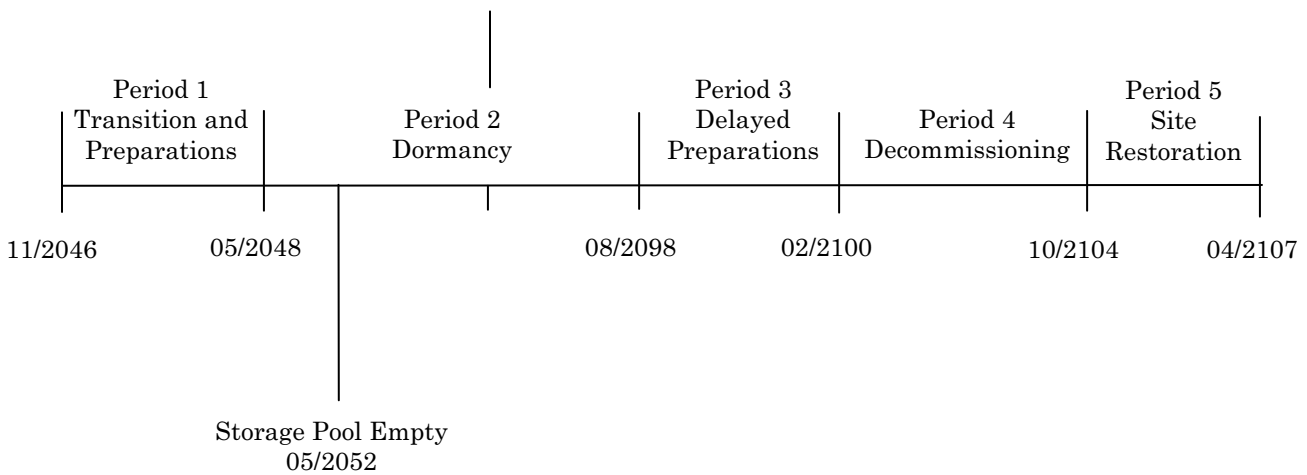 Period 1
Transition and
Preparations
Period 2
Dormancy
Period 3
Delayed
Preparations
Period 4
Decommissioning
Period 5
Site
Restoration
11/2046
05/2048
08/2098
02/2100
10/2104
04/2107
Storage Pool Empty
05/2052